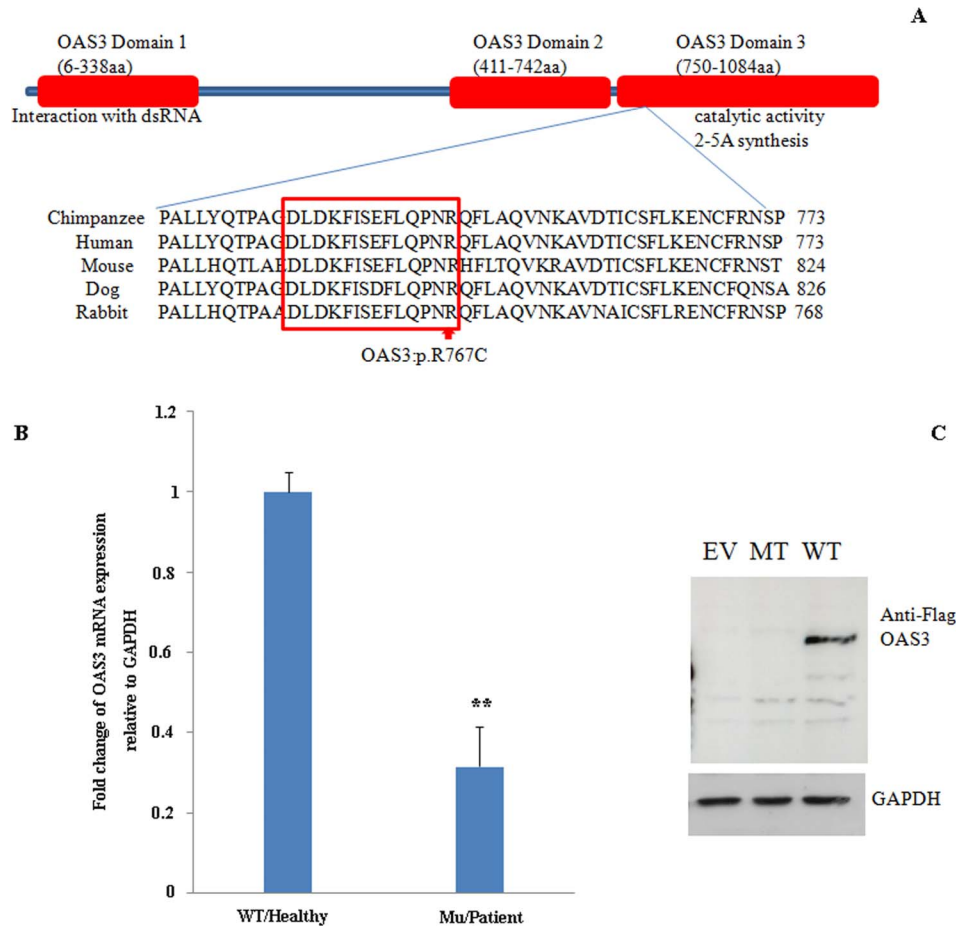 A
OAS3 Domain 1
(6-338aa)
OAS3 Domain 2
(411-742aa)
OAS3 Domain 3
(750-1084aa)
Interaction with dsRNA
catalytic activity
2-5A synthesis
Chimpanzee PALLYQTPAGDLDKFISEFLQPNRQFLAQVNKAVDTICSFLKENCFRNSP 773
Human PALLYQTPAGDLDKFISEFLQPNRQFLAQVNKAVDTICSFLKENCFRNSP 773
Mouse PALLHQTLAEDLDKFISEFLQPNRHFLTQVKRAVDTICSFLKENCFRNST 824
Dog PALLYQTPAGDLDKFISDFLQPNRQFLAQVNKAVDTICSFLKENCFQNSA 826
Rabbit PALLHQTPAADLDKFISEFLQPNRQFLAQVNKAVNAICSFLRENCFRNSP 768
OAS3:p.R767C
B
Fold change of OAS3 mRNA expression
relative to GAPDH
1.2
1
0.8
0.6
0.4
0.2
0
**
WT/Healthy
Mu/Patient
C
EV MT WT
Anti-Flag
OAS3
GAPDH